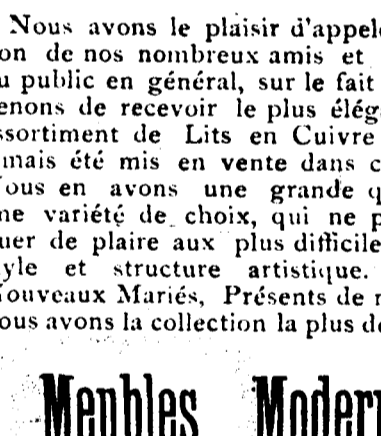 Nous avons le plaisir d'appel
on de nos nombreux amis et
u public en général, sur le fait
enons de recevoir le plus élég
ssortiment de Lits en Cuivre
mais été mis en vente dans c
ous en avons une grande q
ne variété de choix, qui ne p
uer de plaire aux plus difficile
yle et structure artistique.
ouveaux Mariés, Présents de
ous avons la collection la plus d
Meubles Modern